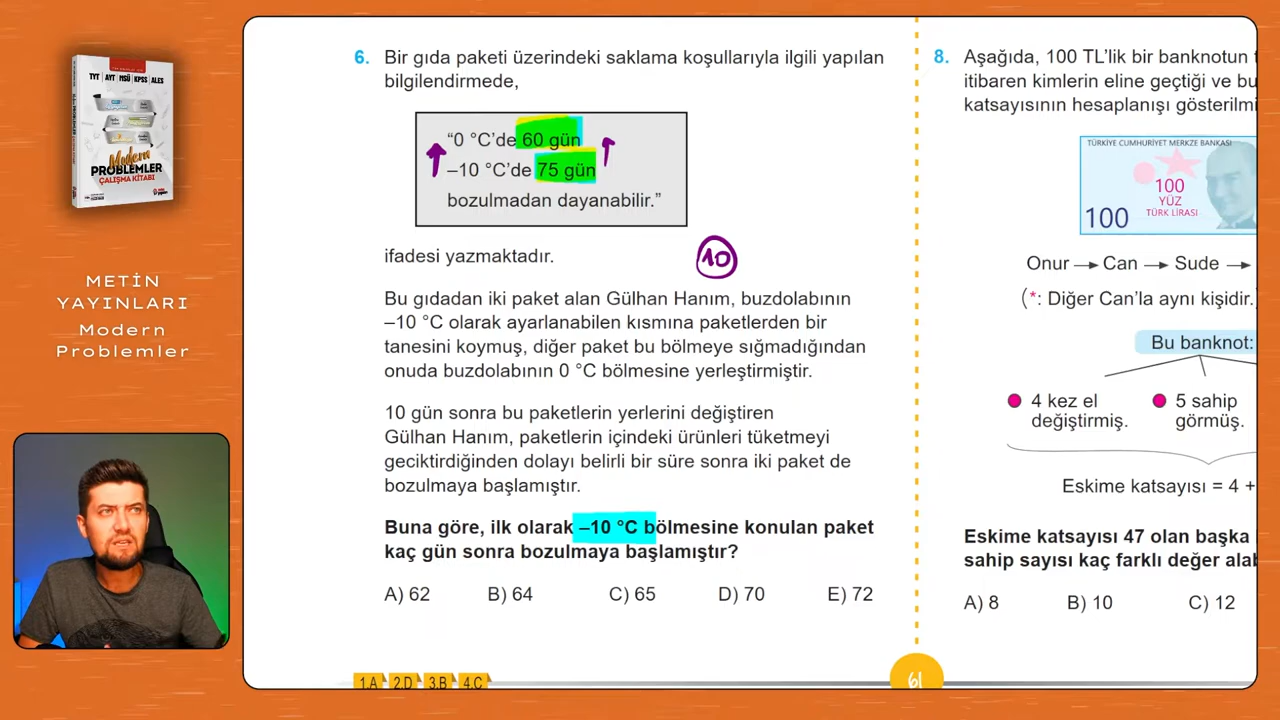 TYT AYT MSÜ KPSS ALES
Modern
PROBLEMLER
ÇALIŞMA KİTABI
METİN
YAYINLARI
Modern
Problemler
6. Bir gıda paketi üzerindeki saklama koşullarıyla ilgili yapılan
bilgilendirmede,
“0 °C’de 60 gün
–10 °C’de 75 gün
bozulmadan dayanabilir.”
ifadesi yazmaktadır.
10
Bu gıdadan iki paket alan Gülhan Hanım, buzdolabının
–10 °C olarak ayarlanabilen kısmına paketlerden bir
tanesini koymuş, diğer paket bu bölmeye sığmadığından
onuda buzdolabının 0 °C bölmesine yerleştirmiştir.
10 gün sonra bu paketlerin yerlerini değiştiren
Gülhan Hanım, paketlerin içindeki ürünleri tüketmeyi
geciktirdiğinden dolayı belirli bir süre sonra iki paket de
bozulmaya başlamıştır.
Buna göre, ilk olarak –10 °C bölmesine konulan paket
kaç gün sonra bozulmaya başlamıştır?
A) 62 B) 64 C) 65 D) 70 E) 72
1.A 2.D 3.B 4.C
61
8. Aşağıda, 100 TL’lik bir banknotun
itibaren kimlerin eline geçtiği ve bu
katsayısının hesaplanışı gösterilmi
TÜRKİYE CUMHURİYET MERKZE BANKASI
100
YÜZ
TÜRK LİRASI
100
Onur → Can → Sude →
(*: Diğer Can’la aynı kişidir.
Bu banknot:
4 kez el
değiştirmiş.
5 sahip
görmüş.
Eskime katsayısı = 4 +
Eskime katsayısı 47 olan başka
sahip sayısı kaç farklı değer alab
A) 8 B) 10 C) 12